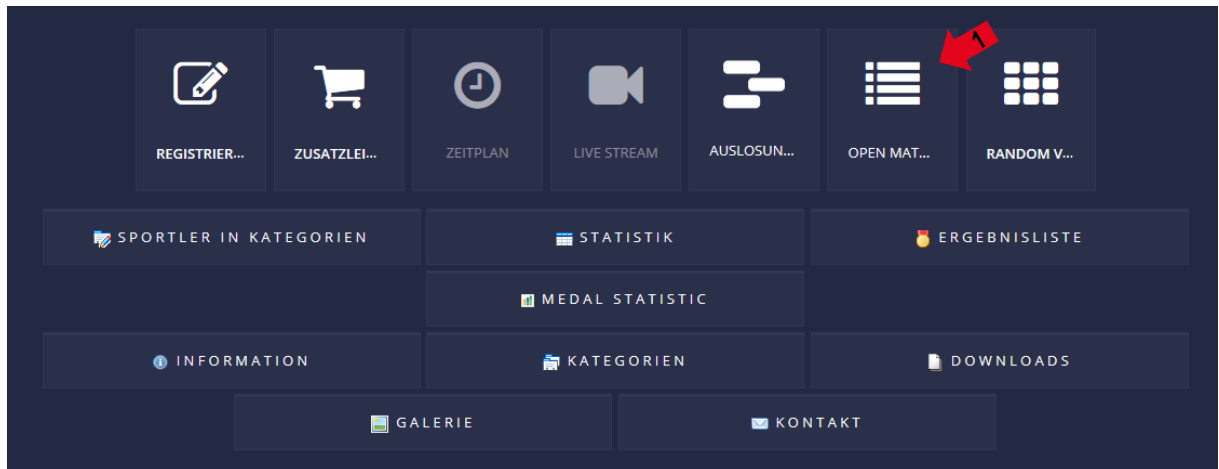 1
REGISTRIER...
ZUSATZLEI...
ZEITPLAN
LIVE STREAM
AUSLOSUN...
OPEN MAT...
RANDOM V...
SPORTLER IN KATEGORIEN
STATISTIK
ERGEBNISLISTE
MEDAL STATISTIC
INFORMATION
KATEGORIEN
DOWNLOADS
GALERIE
KONTAKT